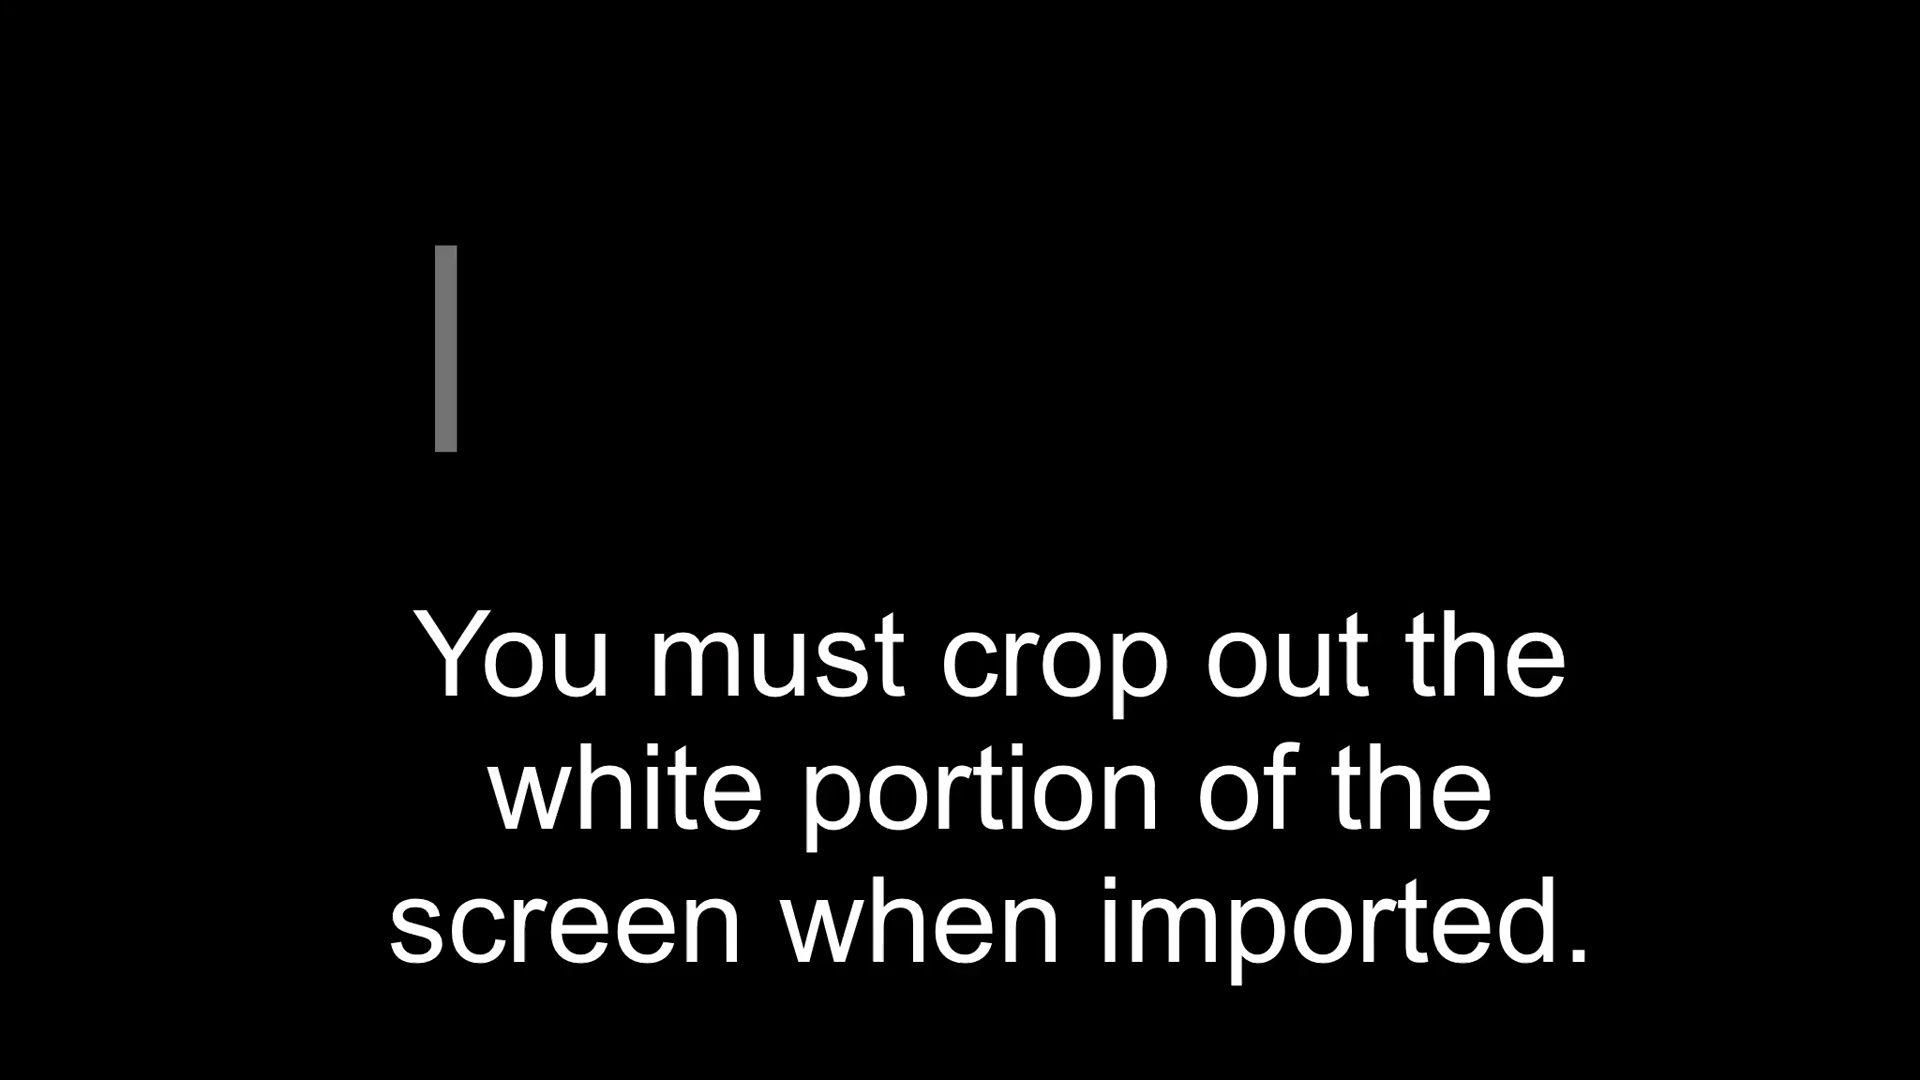 You must crop out the
white portion of the
screen when imported.